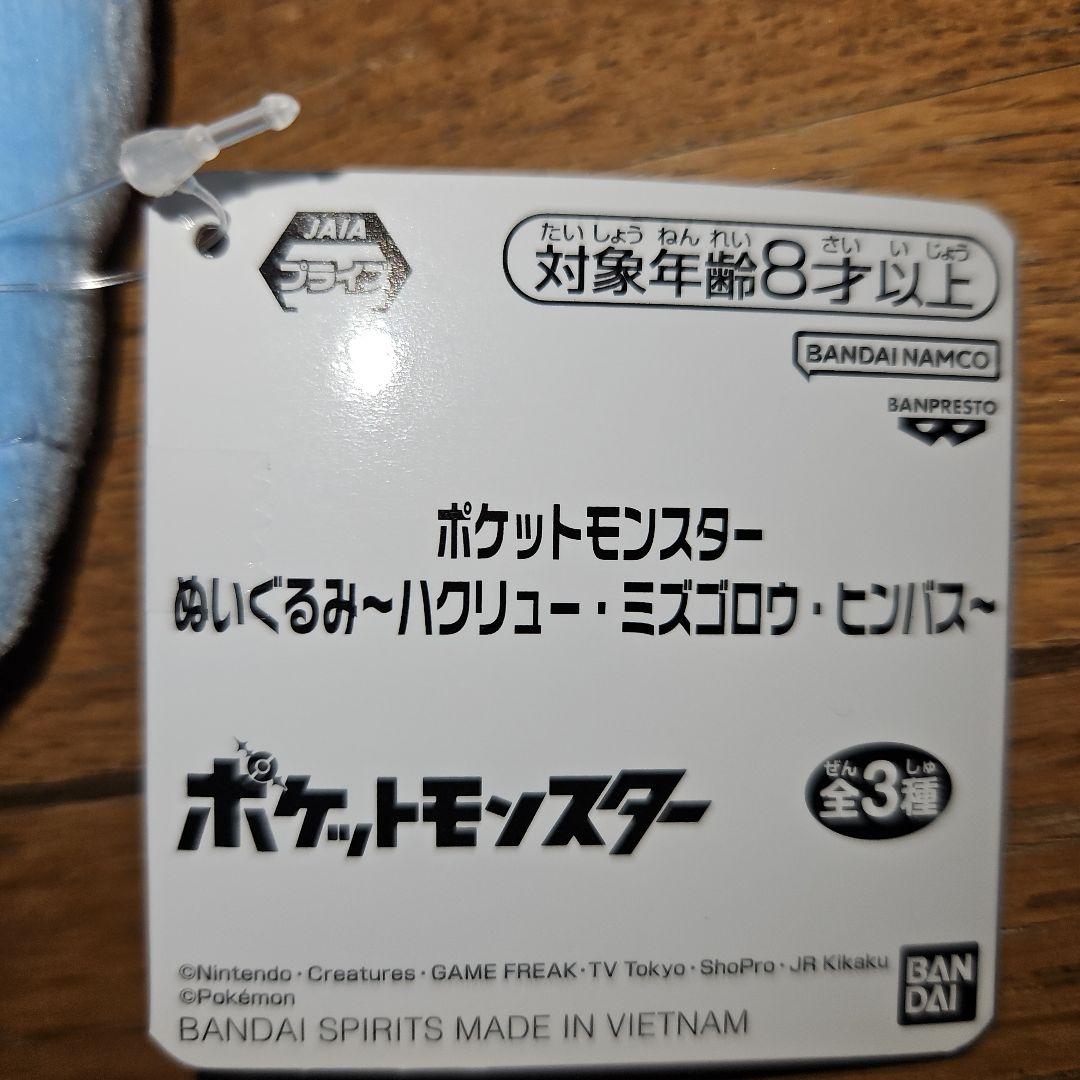 JAIA
プライズ
たいしょうねんれい さいいじょう
対象年齢8才以上
BANDAI NAMCO
BANPRESTO
ポケットモンスター
ぬいぐるみ~ハクリュー・ミズゴロウ・ヒンバス~
ポケットモンスター
ぜん しゅ
全3種
©Nintendo・Creatures・GAME FREAK・TV Tokyo・ShoPro・JR Kikaku
©Pokémon
BANDAI SPIRITS MADE IN VIETNAM
BAN
DAI